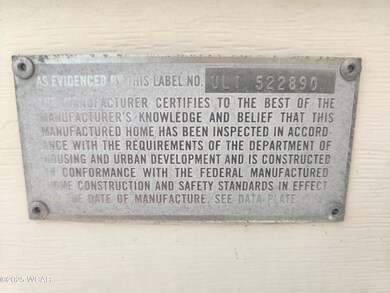 AS EVIDENCED BY THIS LABEL NO. ULI 522890
THE MANUFACTURER CERTIFIES TO THE BEST OF THE
MANUFACTURER'S KNOWLEDGE AND BELIEF THAT THIS
MANUFACTURED HOME HAS BEEN INSPECTED IN ACCORD-
ANCE WITH THE REQUIREMENTS OF THE DEPARTMENT OF
HOUSING AND URBAN DEVELOPMENT AND IS CONSTRUCTED
IN CONFORMANCE WITH THE FEDERAL MANUFACTURED
HOME CONSTRUCTION AND SAFETY STANDARDS IN EFFECT
THE DATE OF MANUFACTURE. SEE DATA PLATE
©2025 WCAR